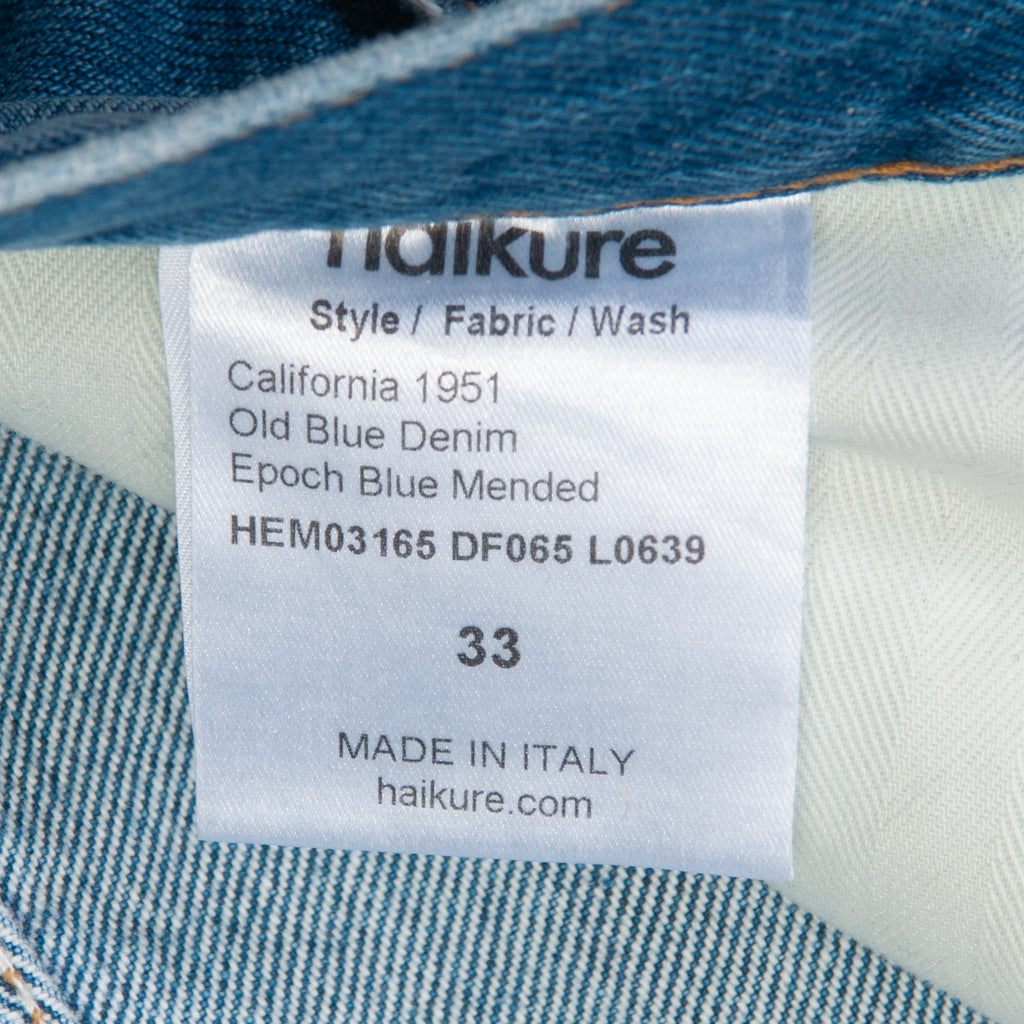 haikure
Style / Fabric / Wash
California 1951
Old Blue Denim
Epoch Blue Mended
HEM03165 DF065 L0639
33
MADE IN ITALY
haikure.com